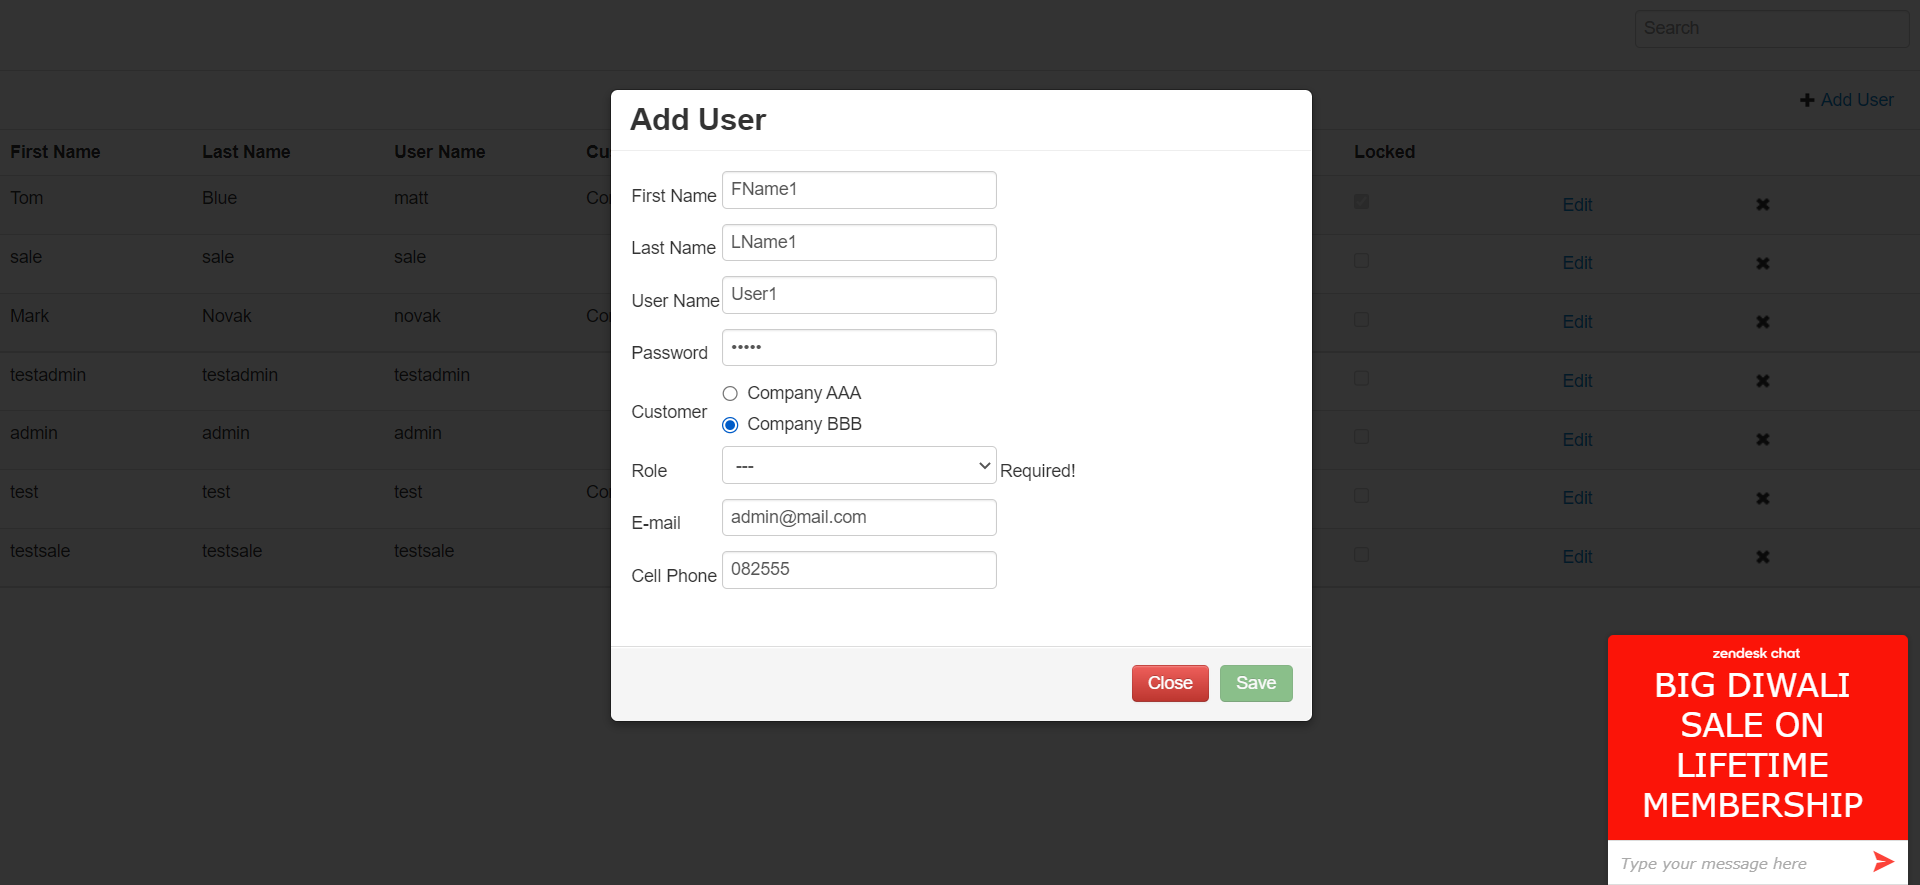 Search
Add User
First Name Last Name User Name Cu Locked
Tom Blue matt Co Edit
sale sale sale Edit
Mark Novak novak Co Edit
testadmin testadmin testadmin Edit
admin admin admin Edit
test test test Co Edit
testsale testsale testsale Edit
Add User
First Name FName1
Last Name LName1
User Name User1
Password •••••
Customer
Company AAA
Company BBB
Role --- Required!
E-mail admin@mail.com
Cell Phone 082555
Close Save
zendesk chat
BIG DIWALI
SALE ON
LIFETIME
MEMBERSHIP
Type your message here